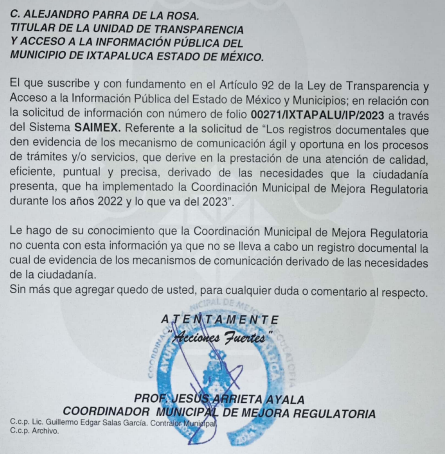 C. ALEJANDRO PARRA DE LA ROSA.
TITULAR DE LA UNIDAD DE TRANSPARENCIA
Y ACCESO A LA INFORMACIÓN PÚBLICA DEL
MUNICIPIO DE IXTAPALUCA ESTADO DE MÉXICO.
El que suscribe y con fundamento en el Artículo 92 de la Ley de Transparencia y
Acceso a la Información Pública del Estado de México y Municipios; en relación con
la solicitud de información con número de folio 00271/IXTAPALU/IP/2023 a través
del Sistema SAIMEX. Referente a la solicitud de "Los registros documentales que
den evidencia de los mecanismo de comunicación ágil y oportuna en los procesos
de trámites y/o servicios, que derive en la prestación de una atención de calidad,
eficiente, puntual y precisa, derivado de las necesidades que la ciudadanía
presenta, que ha implementado la Coordinación Municipal de Mejora Regulatoria
durante los años 2022 y lo que va del 2023".
Le hago de su conocimiento que la Coordinación Municipal de Mejora Regulatoria
no cuenta con esta información ya que no se lleva a cabo un registro documental la
cual de evidencia de los mecanismos de comunicación derivado de las necesidades
de la ciudadanía.
Sin más que agregar quedo de usted, para cualquier duda o comentario al respecto.
ATENTAMENTE
"Acciones Fuertes"
PROF. JESÚS ARRIETA AYALA
COORDINADOR MUNICIPAL DE MEJORA REGULATORIA
C.c.p. Lic. Guillermo Edgar Salas García. Contralor Municipal.
C.c.p. Archivo.